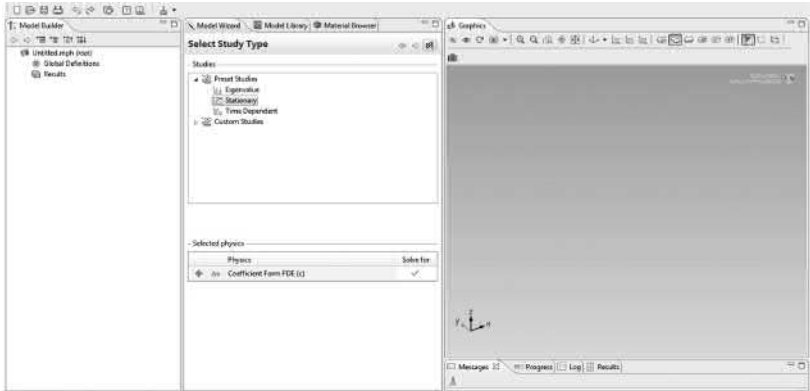 Model Builder
Untitled.mph (root)
Global Definitions
Results
Model Wizard
Model Library
Material Browser
Select Study Type
Studies
Preset Studies
Eigenvalue
Stationary
Time Dependent
Custom Studies
Selected physics
Physics
Solve for
Coefficient Form PDE (c)
Graphics
z
y
x
Messages
Progress
Log
Results